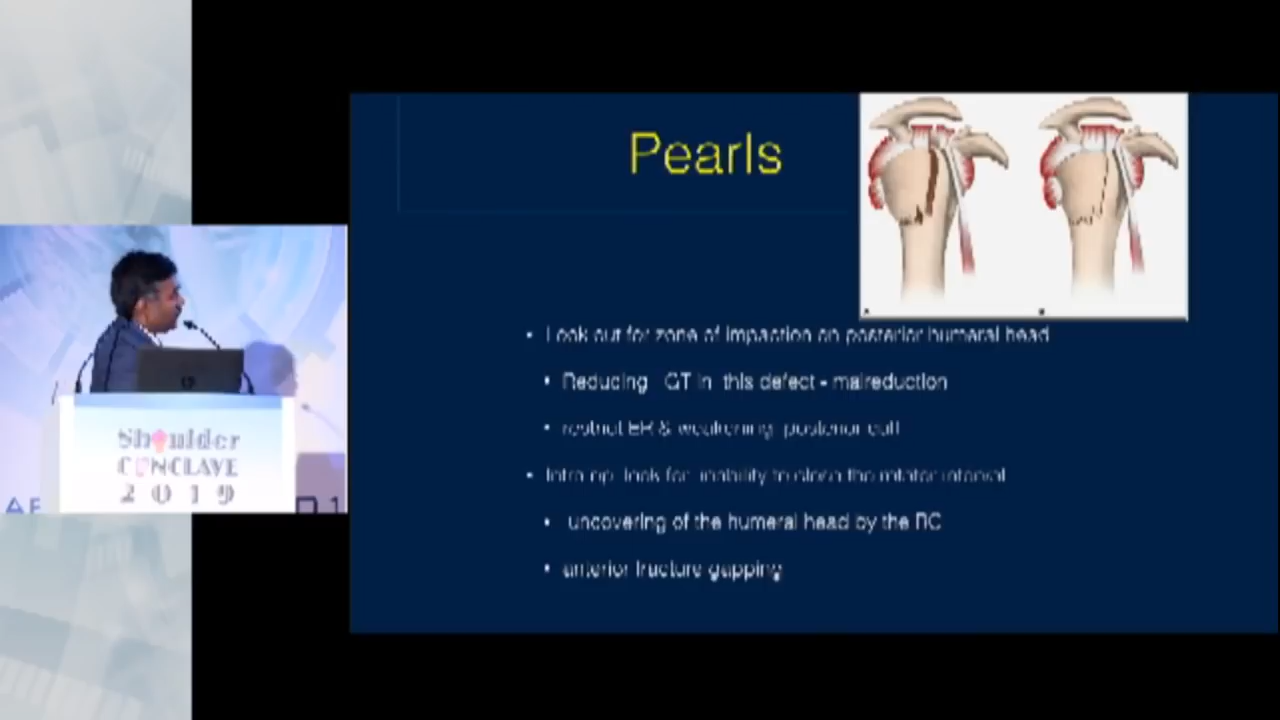 Pearls
• Look out for zone of impaction on posterior humeral head
• Reducing GT in this defect - malreduction
• restrict ER & weakening posterior cuff
• Intra op look for inability to close the rotator interval
• uncovering of the humeral head by the RC
• anterior fracture gapping
Shoulder
CONCLAVE
2019